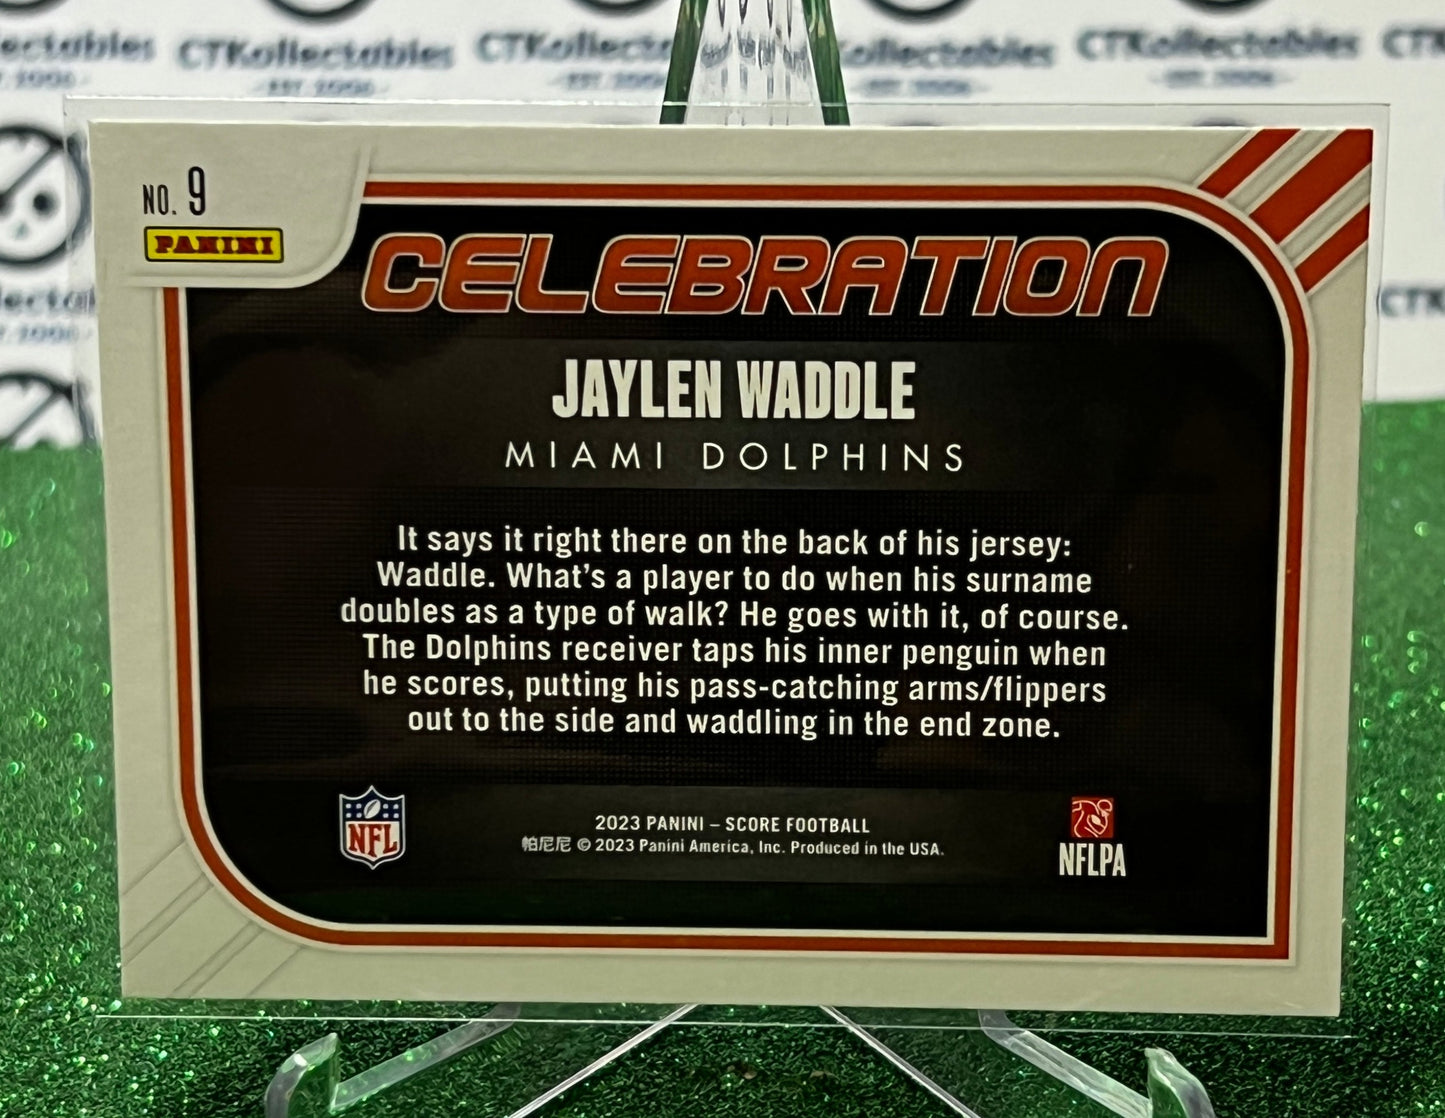 CTKollectables CTKollectables CTKollectables CTKollectables CTKollectables
EST. 2006
NO. 9
PANINI
CELEBRATION
JAYLEN WADDLE
MIAMI DOLPHINS
It says it right there on the back of his jersey:
Waddle. What's a player to do when his surname
doubles as a type of walk? He goes with it, of course.
The Dolphins receiver taps his inner penguin when
he scores, putting his pass-catching arms/flippers
out to the side and waddling in the end zone.
NFL
2023 PANINI – SCORE FOOTBALL
帕尼尼 © 2023 Panini America, Inc. Produced in the USA.
NFLPA